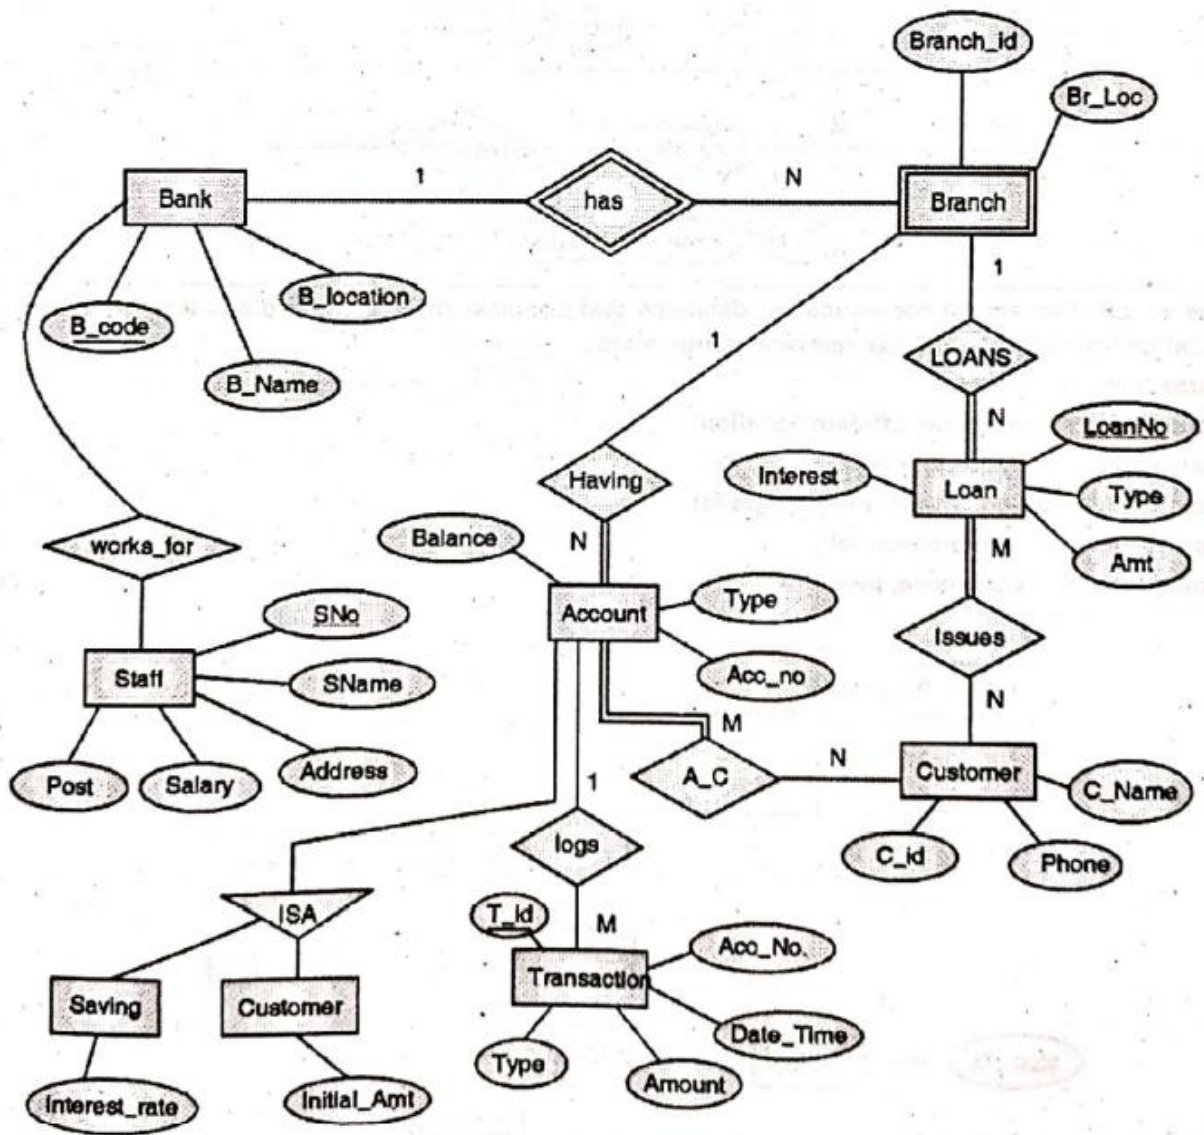 Branch_id
Br_Loc
1
N
Bank
has
Branch
B_location
1
B_code
1
B_Name
LOANS
N
LoanNo
Having
Interest
Loan
Type
N
Balance
M
Amt
works_for
Account
Type
SNo
Issues
Acc_no
Staff
SName
N
M
Post
Salary
Address
1
A_C
N
Customer
C_Name
logs
C_id
Phone
ISA
T_Id
M
Acc_No.
Transaction
Saving
Customer
Date_Time
Type
Amount
Interest_rate
Initial_Amt